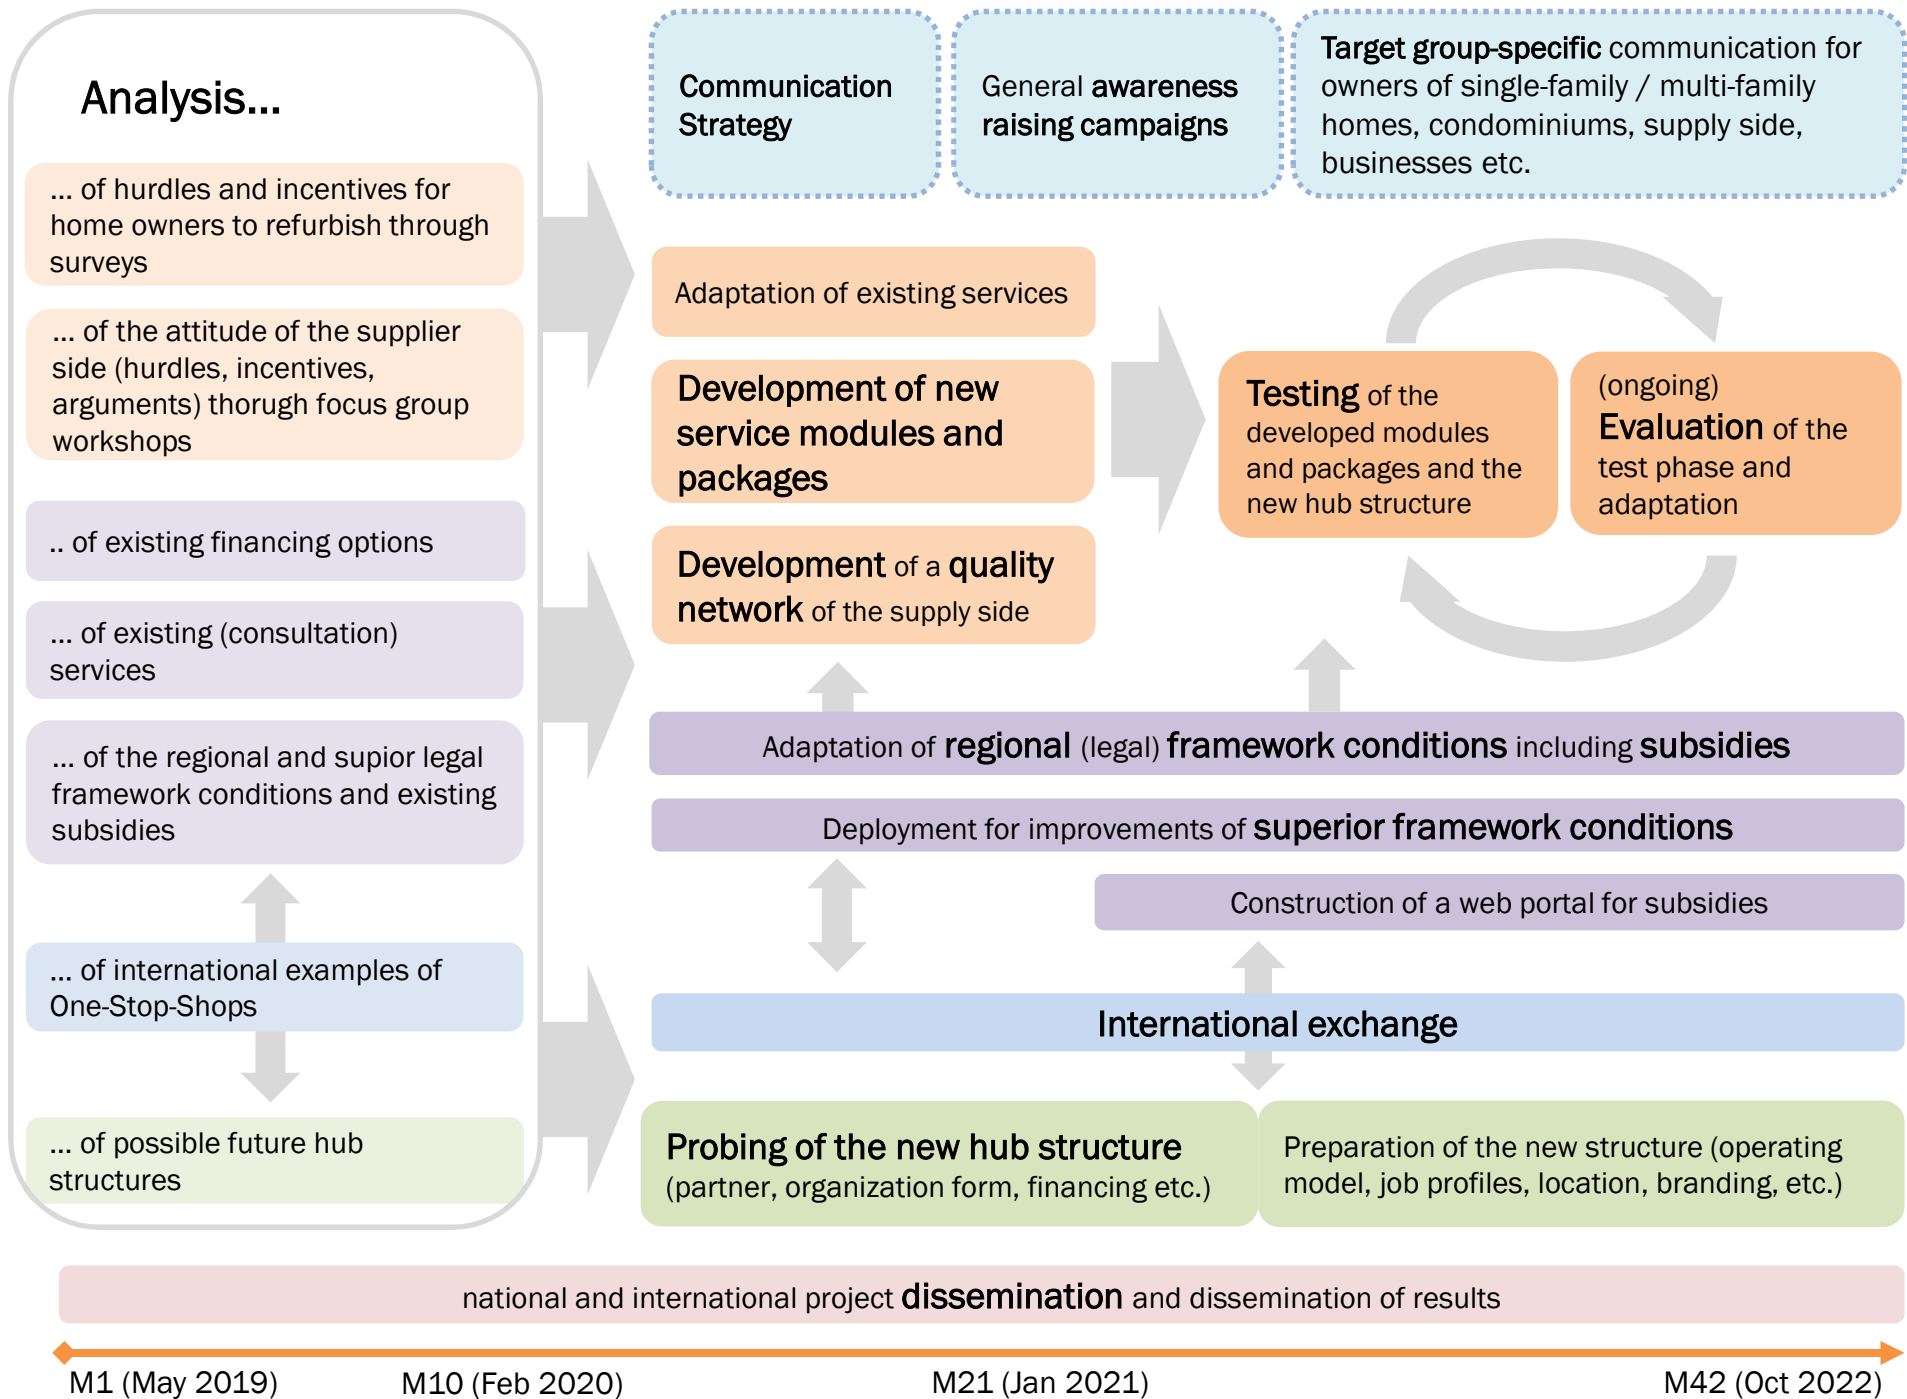 Analysis...
... of hurdles and incentives for
home owners to refurbish through
surveys
... of the attitude of the supplier
side (hurdles, incentives,
arguments) thorugh focus group
workshops
.. of existing financing options
... of existing (consultation)
services
... of the regional and supior legal
framework conditions and existing
subsidies
... of international examples of
One-Stop-Shops
... of possible future hub
structures
Communication
Strategy
General awareness
raising campaigns
Target group-specific communication for
owners of single-family / multi-family
homes, condominiums, supply side,
businesses etc.
Adaptation of existing services
Development of new
service modules and
packages
Development of a quality
network of the supply side
Testing of the
developed modules
and packages and the
new hub structure
(ongoing)
Evaluation of the
test phase and
adaptation
Adaptation of regional (legal) framework conditions including subsidies
Deployment for improvements of superior framework conditions
Construction of a web portal for subsidies
International exchange
Probing of the new hub structure
(partner, organization form, financing etc.)
Preparation of the new structure (operating
model, job profiles, location, branding, etc.)
national and international project dissemination and dissemination of results
M1 (May 2019)
M10 (Feb 2020)
M21 (Jan 2021)
M42 (Oct 2022)